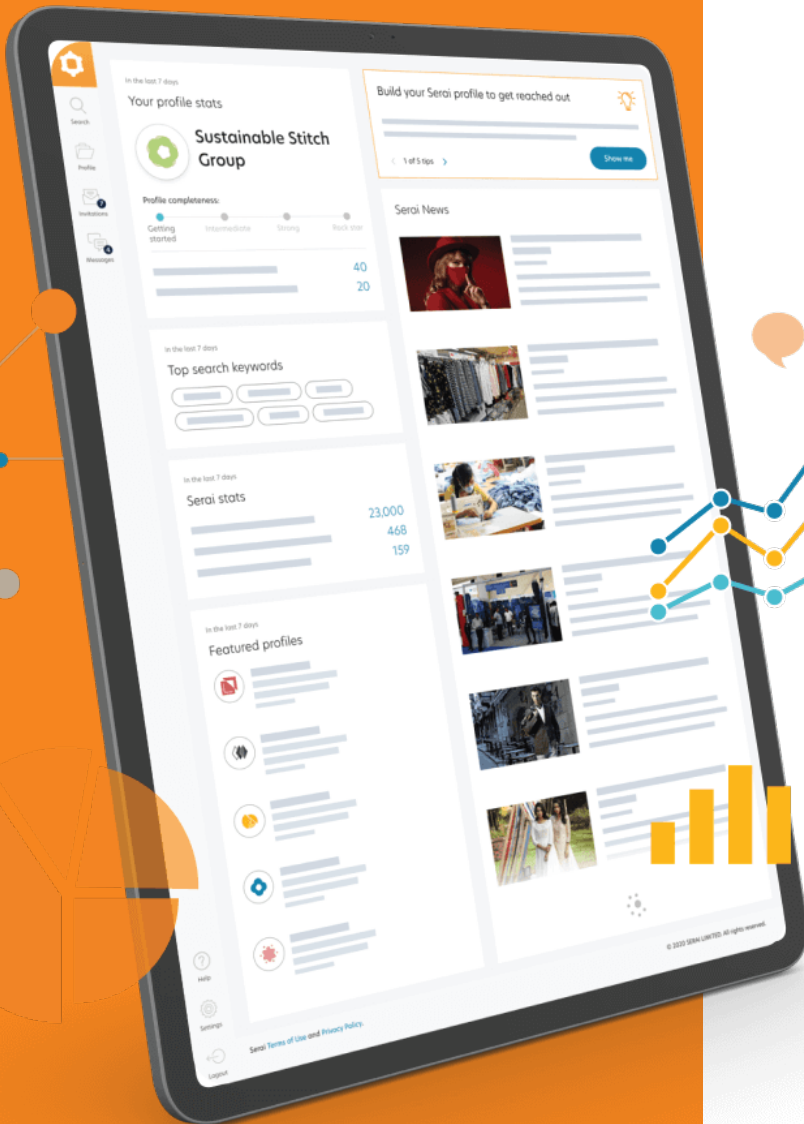 Search
Profile
7
Invitations
4
Messages
In the last 7 days
Your profile stats
Sustainable Stitch
Group
Profile completeness:
Getting
started
Intermediate
Strong
Rock star
40
20
In the last 7 days
Top search keywords
In the last 7 days
Serai stats
23,000
468
159
In the last 7 days
Featured profiles
Build your Serai profile to get reached out
1 of 5 tips
Show me
Serai News
Help
Settings
Logout
Serai Terms of Use and Privacy Policy.
© 2020 SERAI LIMITED. All rights reserved.